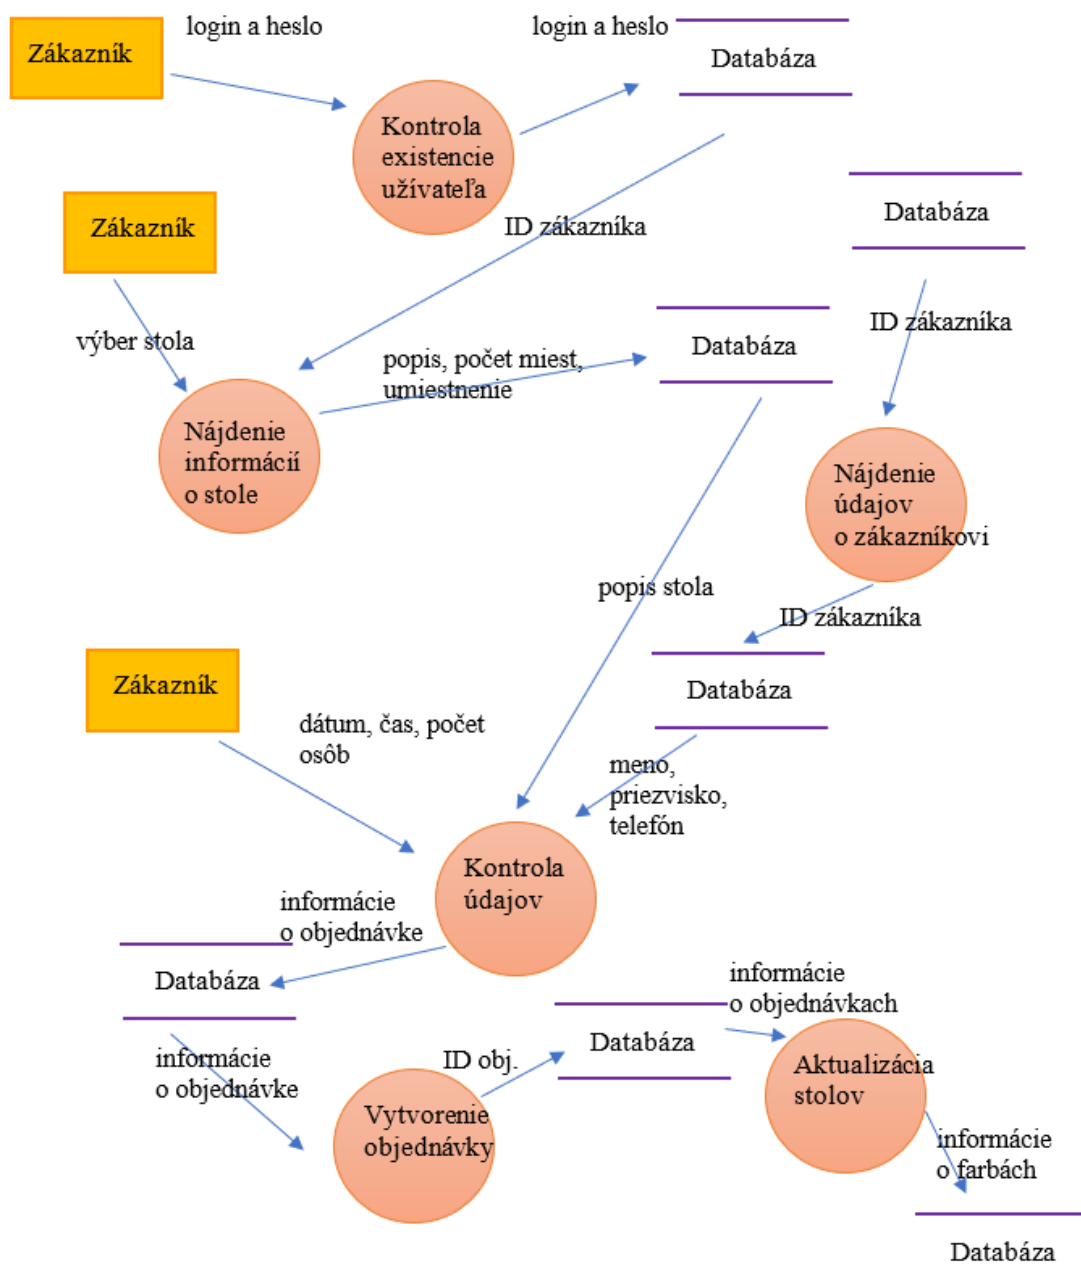 login a heslo
login a heslo
Zákazník
Databáza
Kontrola
existencie
užívateľa
Zákazník
ID zákazníka
Databáza
výber stola
popis, počet miest,
umiestnenie
Databáza
ID zákazníka
Nájdenie
informácií
o stole
Nájdenie
údajov
o zákazníkovi
popis stola
ID zákazníka
Zákazník
Databáza
dátum, čas, počet
osôb
meno,
priezvisko,
telefón
Kontrola
údajov
informácie
o objednávke
Databáza
informácie
o objednávkach
informácie
o objednávke
ID obj.
Databáza
Aktualizácia
stolov
Vytvorenie
objednávky
informácie
o farbách
Databáza